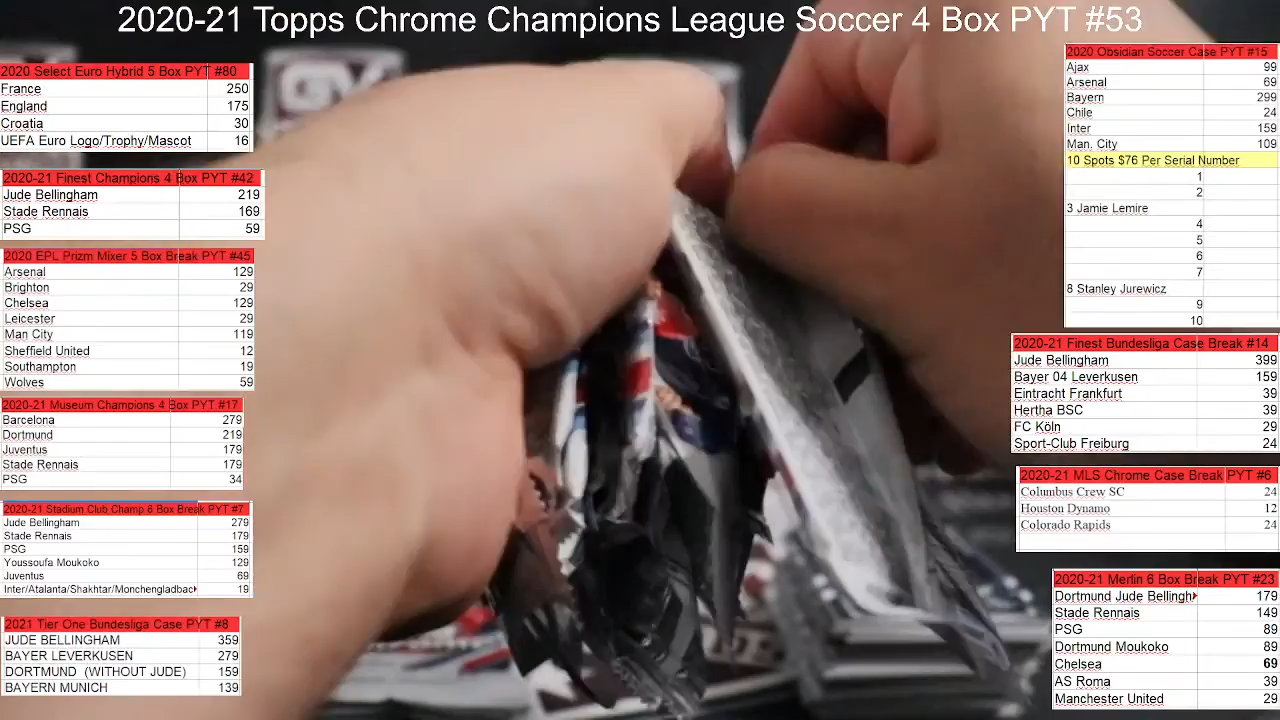 2020-21 Topps Chrome Champions League Soccer 4 Box PYT #53
2020 Select Euro Hybrid 5 Box PYT #80
France 250
England 175
Croatia 30
UEFA Euro Logo/Trophy/Mascot 16
2020-21 Finest Champions 4 Box PYT #42
Jude Bellingham 219
Stade Rennais 169
PSG 59
2020 EPL Prizm Mixer 5 Box Break PYT #45
Arsenal 129
Brighton 29
Chelsea 129
Leicester 29
Man City 119
Sheffield United 12
Southampton 19
Wolves 59
2020-21 Museum Champions 4 Box PYT #17
Barcelona 279
Dortmund 219
Juventus 179
Stade Rennais 179
PSG 34
2020-21 Stadium Club Champ 6 Box Break PYT #7
Jude Bellingham 279
Stade Rennais 179
PSG 159
Youssoufa Moukoko 129
Juventus 69
Inter/Atalanta/Shakhtar/Monchengladbac 19
2021 Tier One Bundesliga Case PYT #8
JUDE BELLINGHAM 359
BAYER LEVERKUSEN 279
DORTMUND (WITHOUT JUDE) 159
BAYERN MUNICH 139
2020 Obsidian Soccer Case PYT #15
Ajax 99
Arsenal 69
Bayern 299
Chile 24
Inter 159
Man. City 109
10 Spots $76 Per Serial Number
1
2
3 Jamie Lemire
4
5
6
7
8 Stanley Jurewicz
9
10
2020-21 Finest Bundesliga Case Break #14
Jude Bellingham 399
Bayer 04 Leverkusen 159
Eintracht Frankfurt 39
Hertha BSC 39
FC Köln 29
Sport-Club Freiburg 24
2020-21 MLS Chrome Case Break PYT #6
Columbus Crew SC 24
Houston Dynamo 12
Colorado Rapids 24
2020-21 Merlin 6 Box Break PYT #23
Dortmund Jude Bellingh 179
Stade Rennais 149
PSG 89
Dortmund Moukoko 89
Chelsea 69
AS Roma 39
Manchester United 29